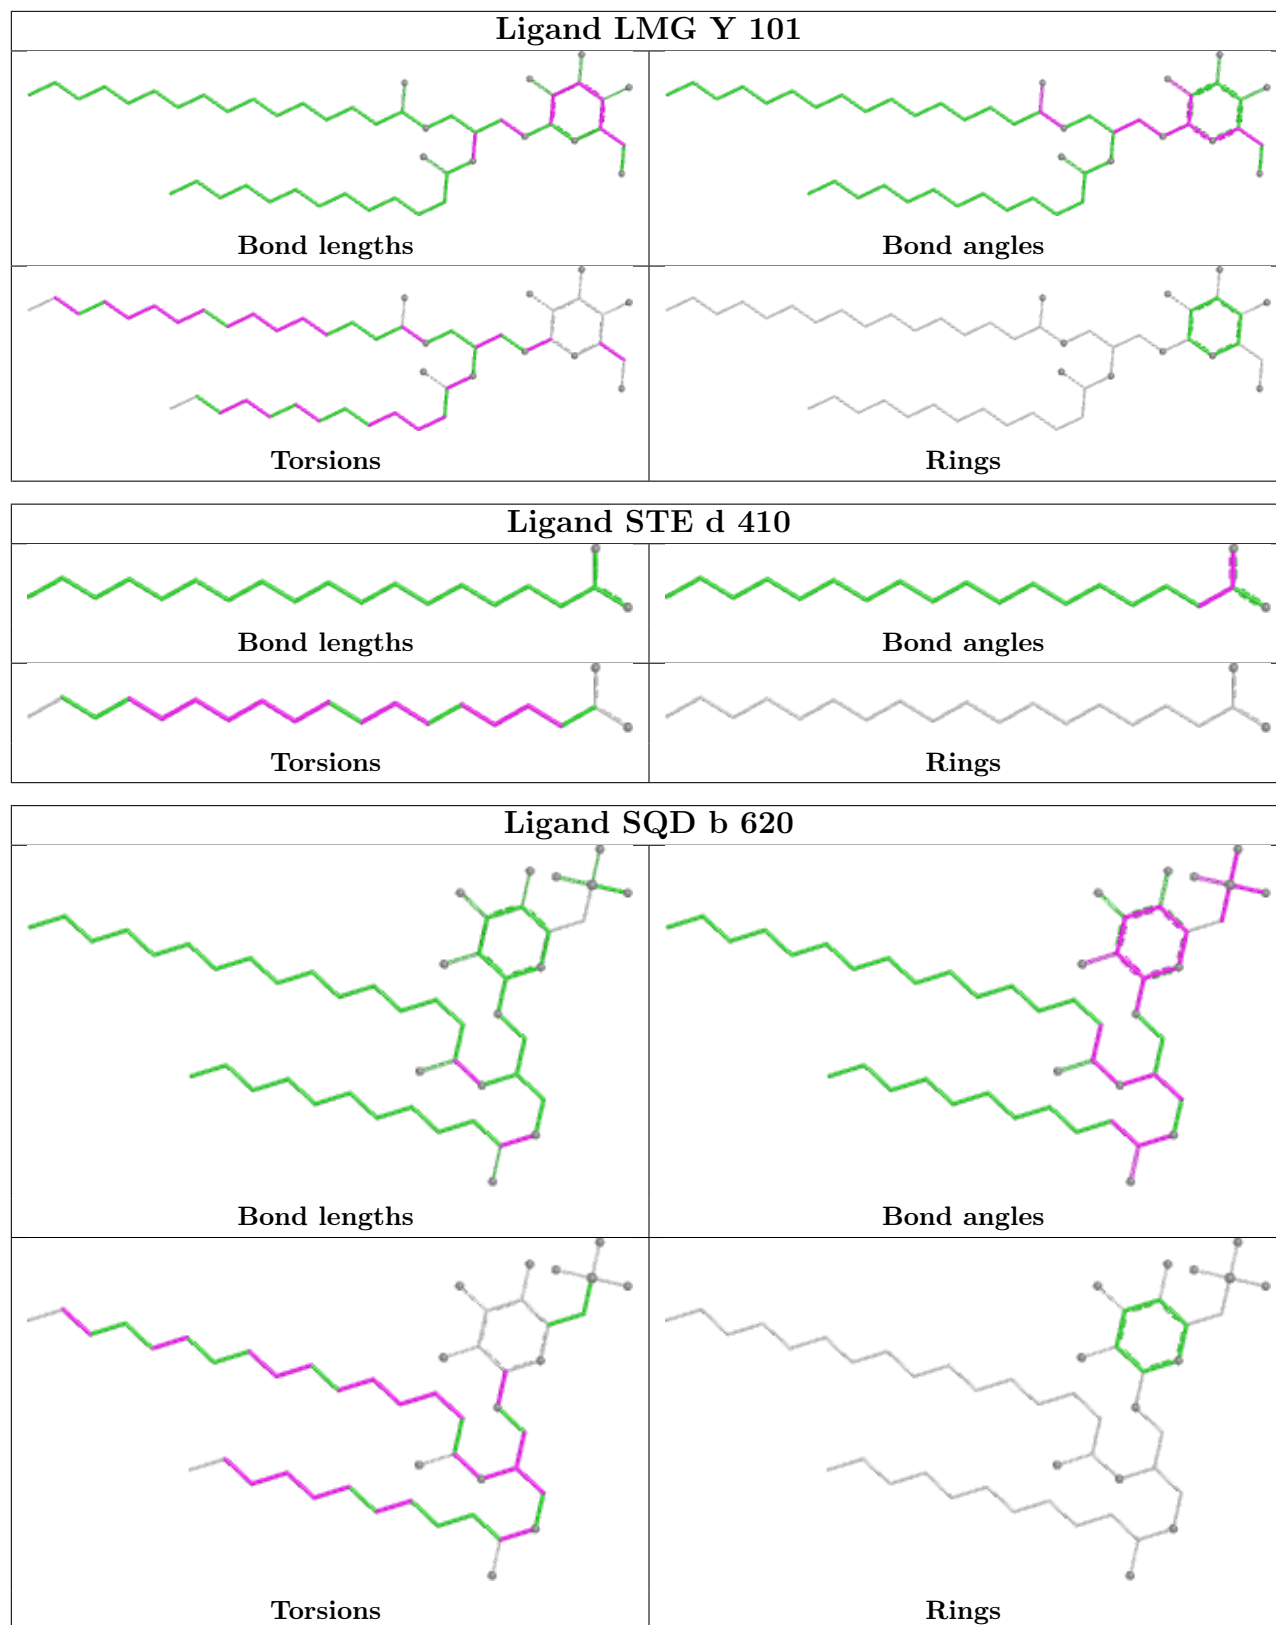 Ligand LMG Y 101
Bond lengths
Bond angles
Torsions
Rings
Ligand STE d 410
Bond lengths
Bond angles
Torsions
Rings
Ligand SQD b 620
Bond lengths
Bond angles
Torsions
Rings